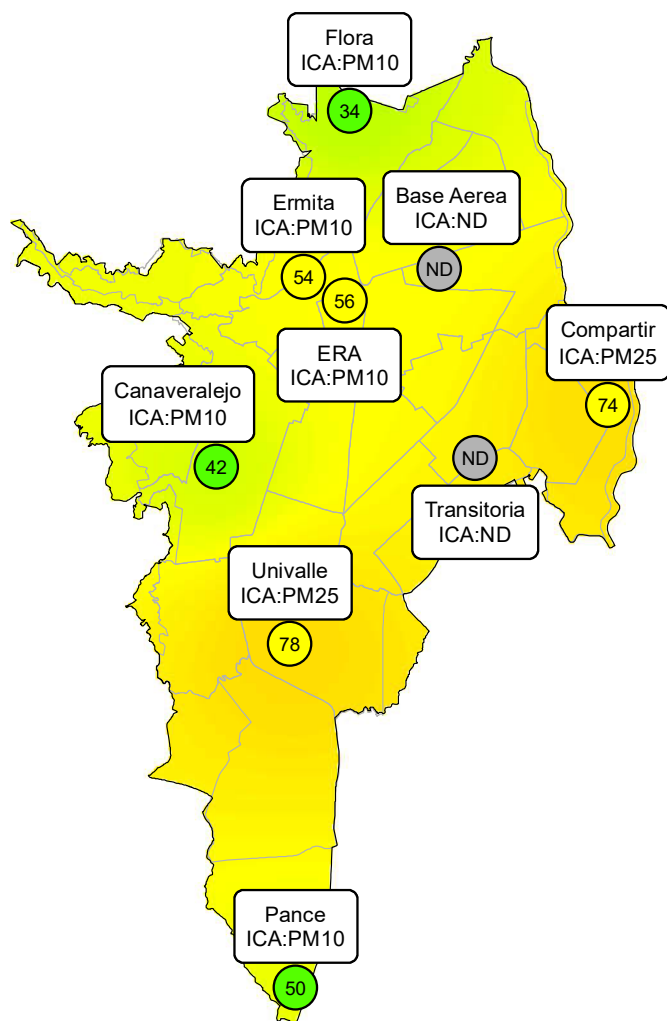 Flora
ICA:PM10
34
Ermita
ICA:PM10
54
Base Aerea
ICA:ND
ND
56
ERA
ICA:PM10
Compartir
ICA:PM25
74
Canaveralejo
ICA:PM10
42
ND
Transitoria
ICA:ND
Univalle
ICA:PM25
78
Pance
ICA:PM10
50